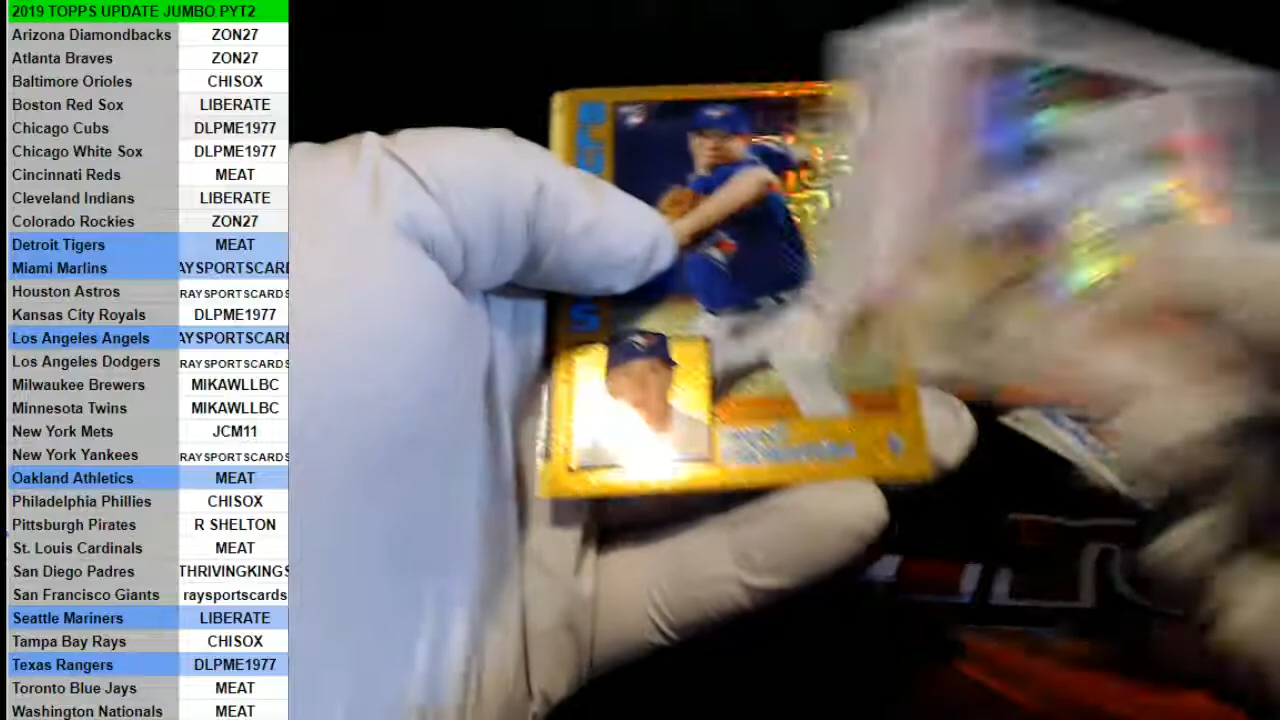 2019 TOPPS UPDATE JUMBO PYT2
Arizona Diamondbacks ZON27
Atlanta Braves ZON27
Baltimore Orioles CHISOX
Boston Red Sox LIBERATE
Chicago Cubs DLPME1977
Chicago White Sox DLPME1977
Cincinnati Reds MEAT
Cleveland Indians LIBERATE
Colorado Rockies ZON27
Detroit Tigers MEAT
Miami Marlins AYSPORTSCARD
Houston Astros RAYSPORTSCARDS
Kansas City Royals DLPME1977
Los Angeles Angels AYSPORTSCARD
Los Angeles Dodgers RAYSPORTSCARDS
Milwaukee Brewers MIKAWLLBC
Minnesota Twins MIKAWLLBC
New York Mets JCM11
New York Yankees RAYSPORTSCARDS
Oakland Athletics MEAT
Philadelphia Phillies CHISOX
Pittsburgh Pirates R SHELTON
St. Louis Cardinals MEAT
San Diego Padres THRIVINGKINGS
San Francisco Giants raysportscards
Seattle Mariners LIBERATE
Tampa Bay Rays CHISOX
Texas Rangers DLPME1977
Toronto Blue Jays MEAT
Washington Nationals MEAT